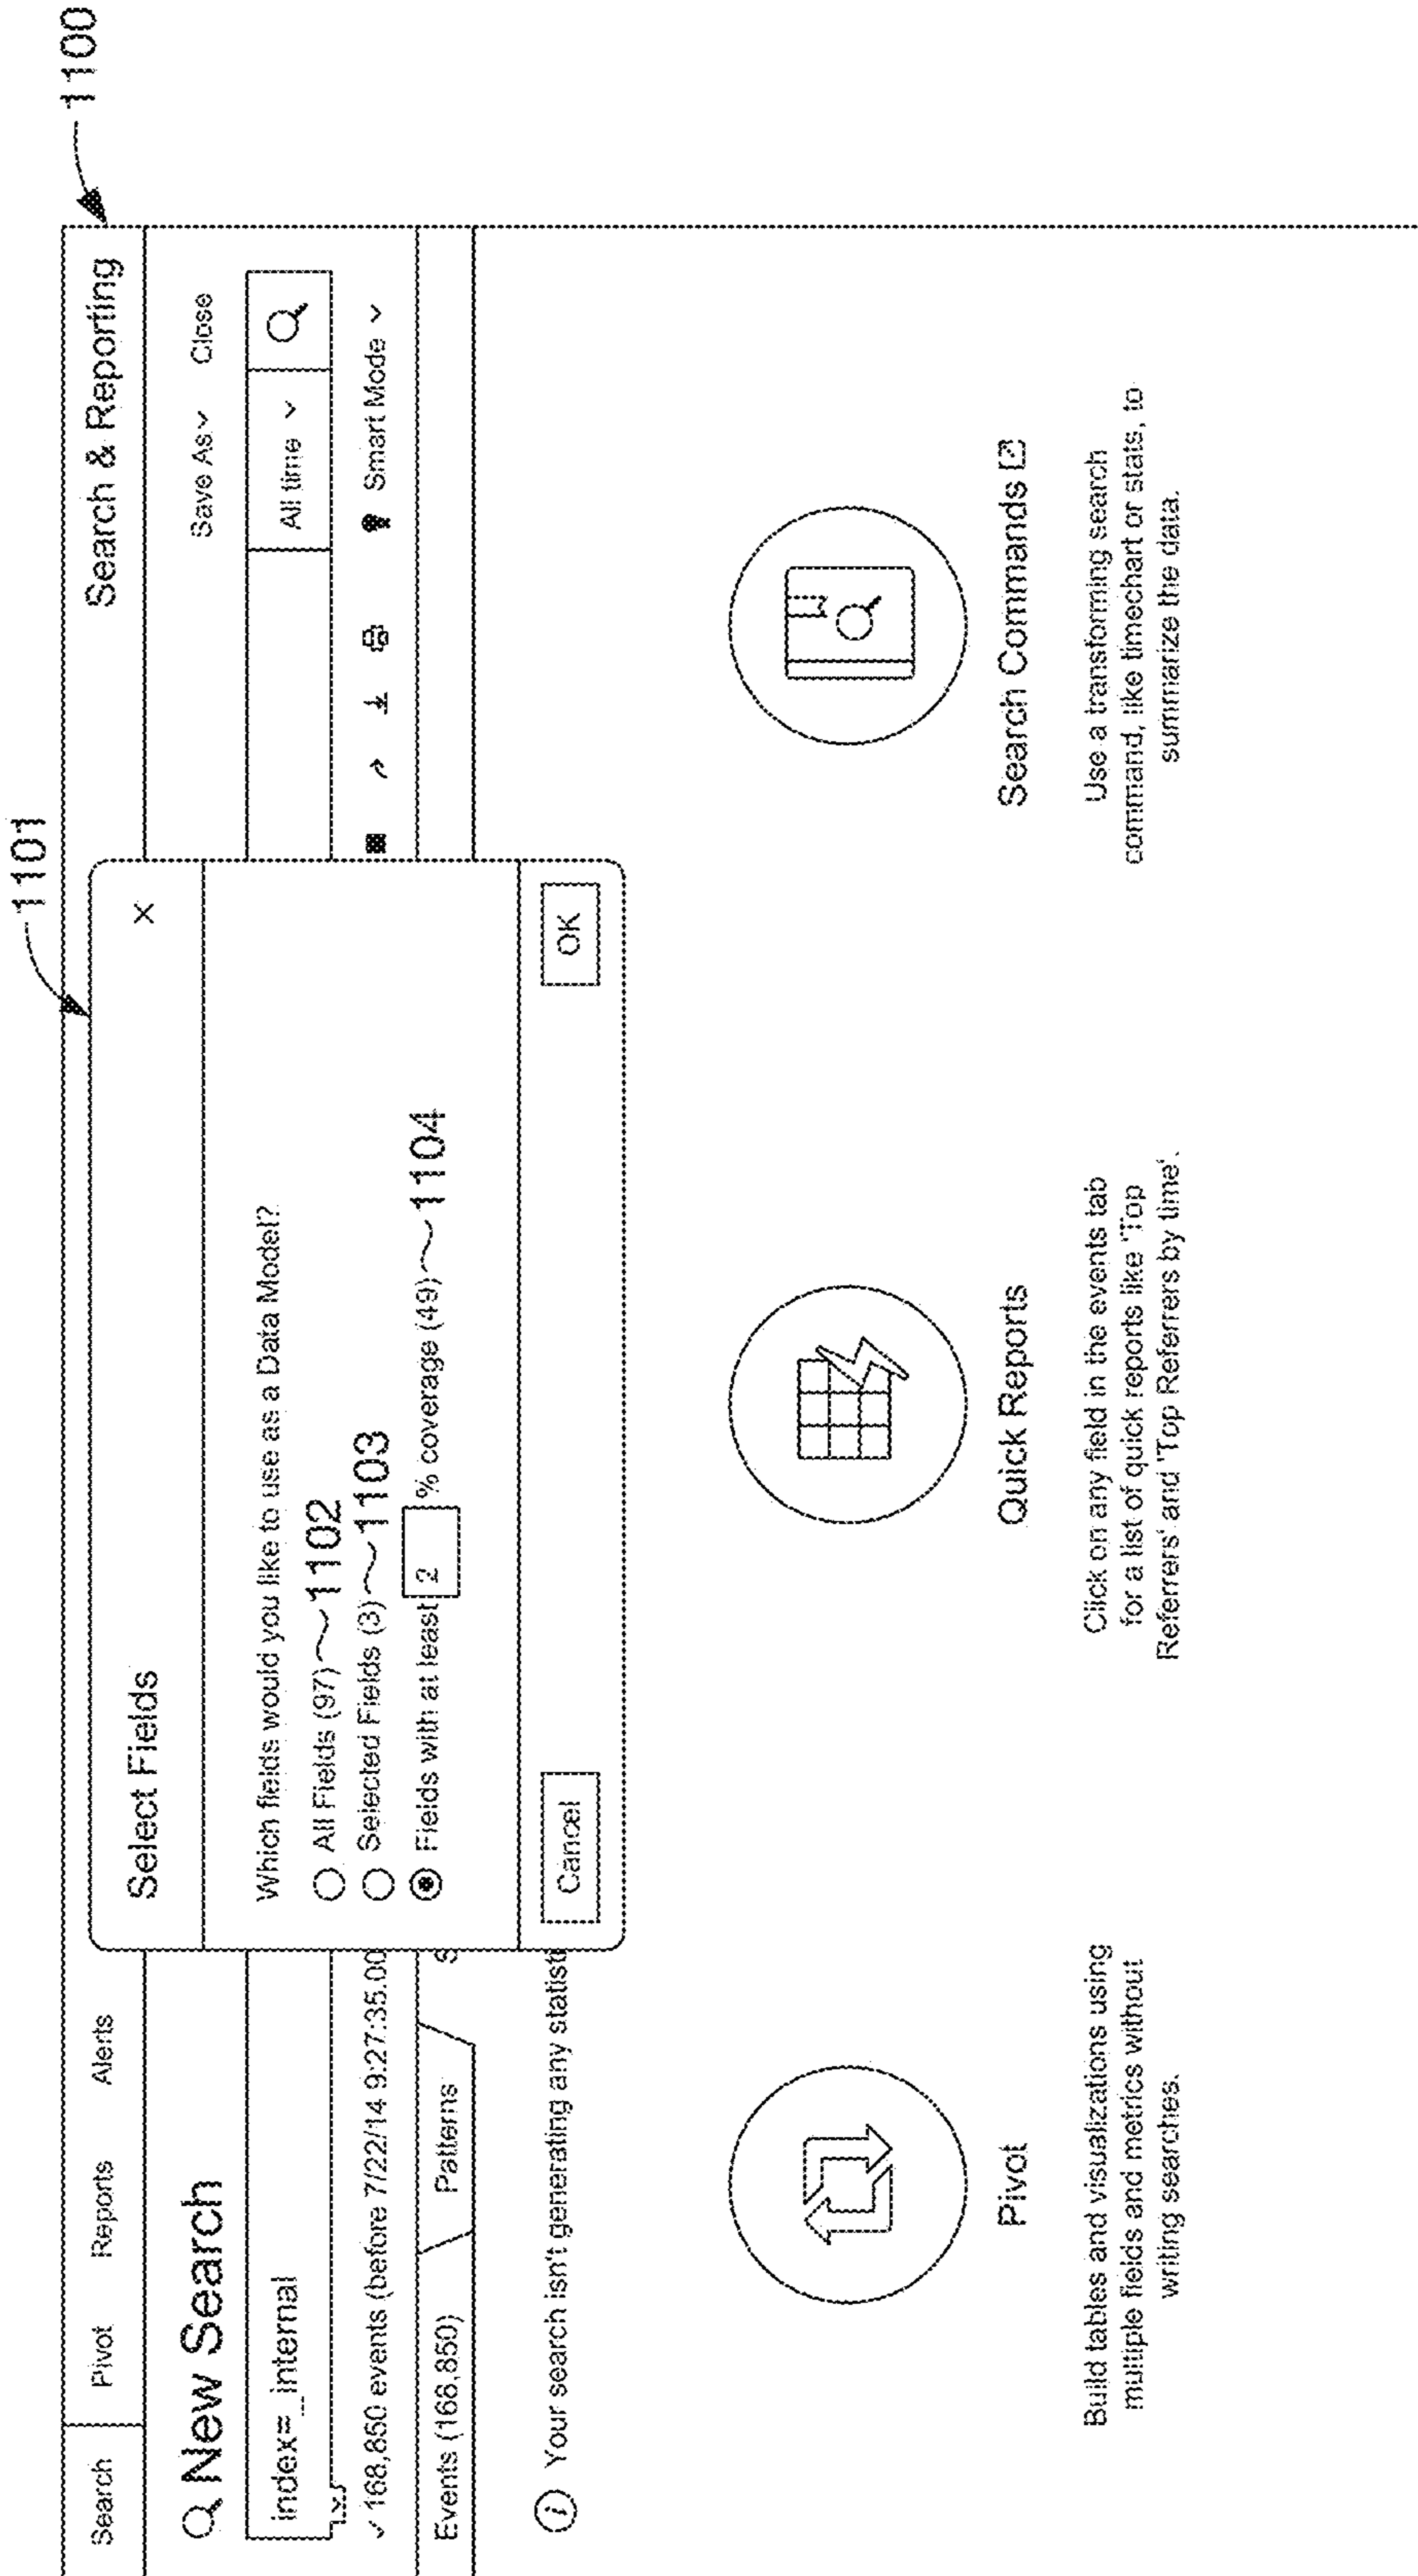 1100
1101
Search Pivot Reports Alerts Search & Reporting
New Search
Save As Close
index=_internal
All time
✓ 168,850 events (before 7/22/14 9:27:35.00
Smart Mode
Events (168,850) Patterns S
Your search isn't generating any statisti
Select Fields X
Which fields would you like to use as a Data Model?
All Fields (97) 1102
Selected Fields (3) 1103
Fields with at least 2 % coverage (49) 1104
Cancel OK
Pivot
Build tables and visualizations using
multiple fields and metrics without
writing searches.
Quick Reports
Click on any field in the events tab
for a list of quick reports like 'Top
Referrers' and 'Top Referrers by time'.
Search Commands
Use a transforming search
command, like timechart or stats, to
summarize the data.